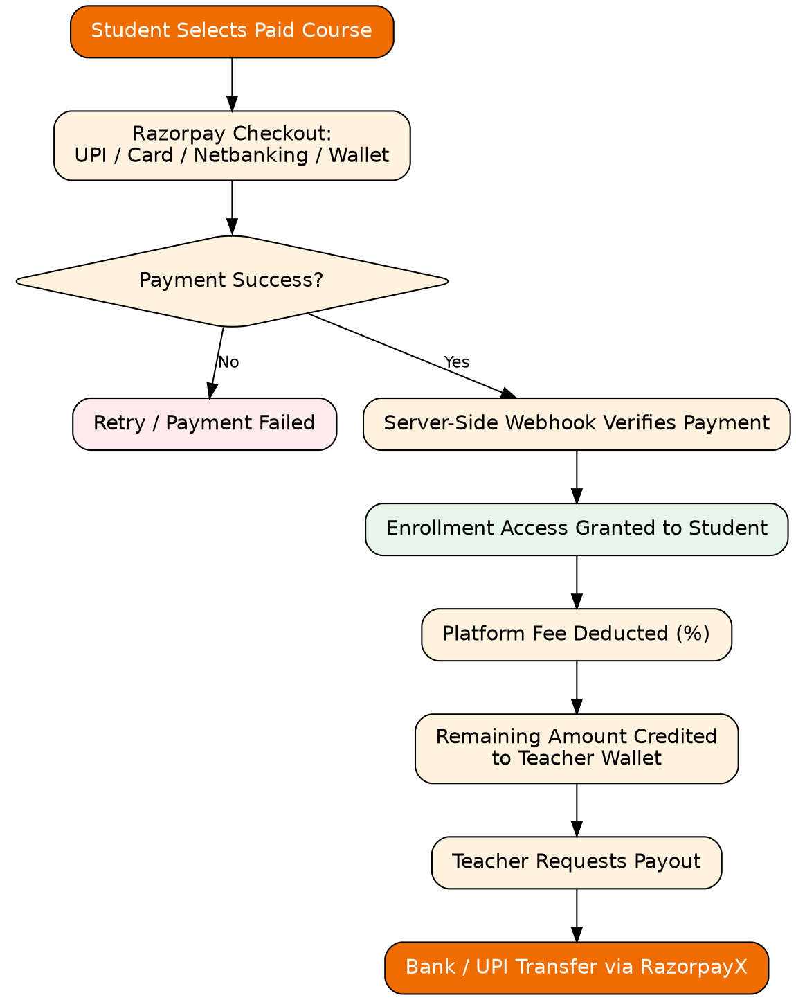 Student Selects Paid Course
Razorpay Checkout:
UPI / Card / Netbanking / Wallet
Payment Success?
No
Yes
Retry / Payment Failed
Server-Side Webhook Verifies Payment
Enrollment Access Granted to Student
Platform Fee Deducted (%)
Remaining Amount Credited
to Teacher Wallet
Teacher Requests Payout
Bank / UPI Transfer via RazorpayX